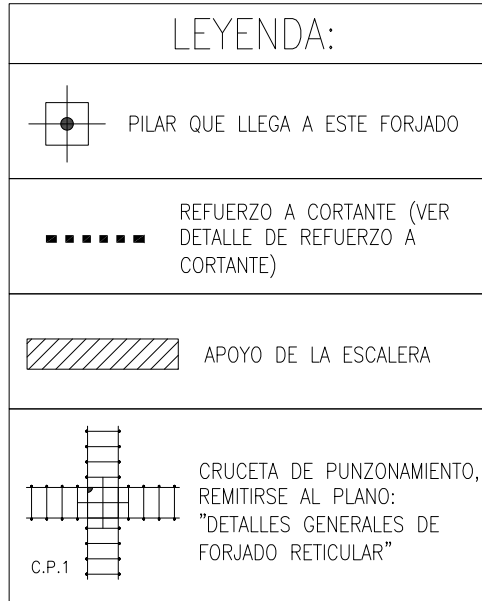 LEYENDA:
PILAR QUE LLEGA A ESTE FORJADO
REFUERZO A CORTANTE (VER
DETALLE DE REFUERZO A
CORTANTE)
APOYO DE LA ESCALERA
CRUCETA DE PUNZONAMIENTO,
REMITIRSE AL PLANO:
"DETALLES GENERALES DE
FORJADO RETICULAR"
C.P.1